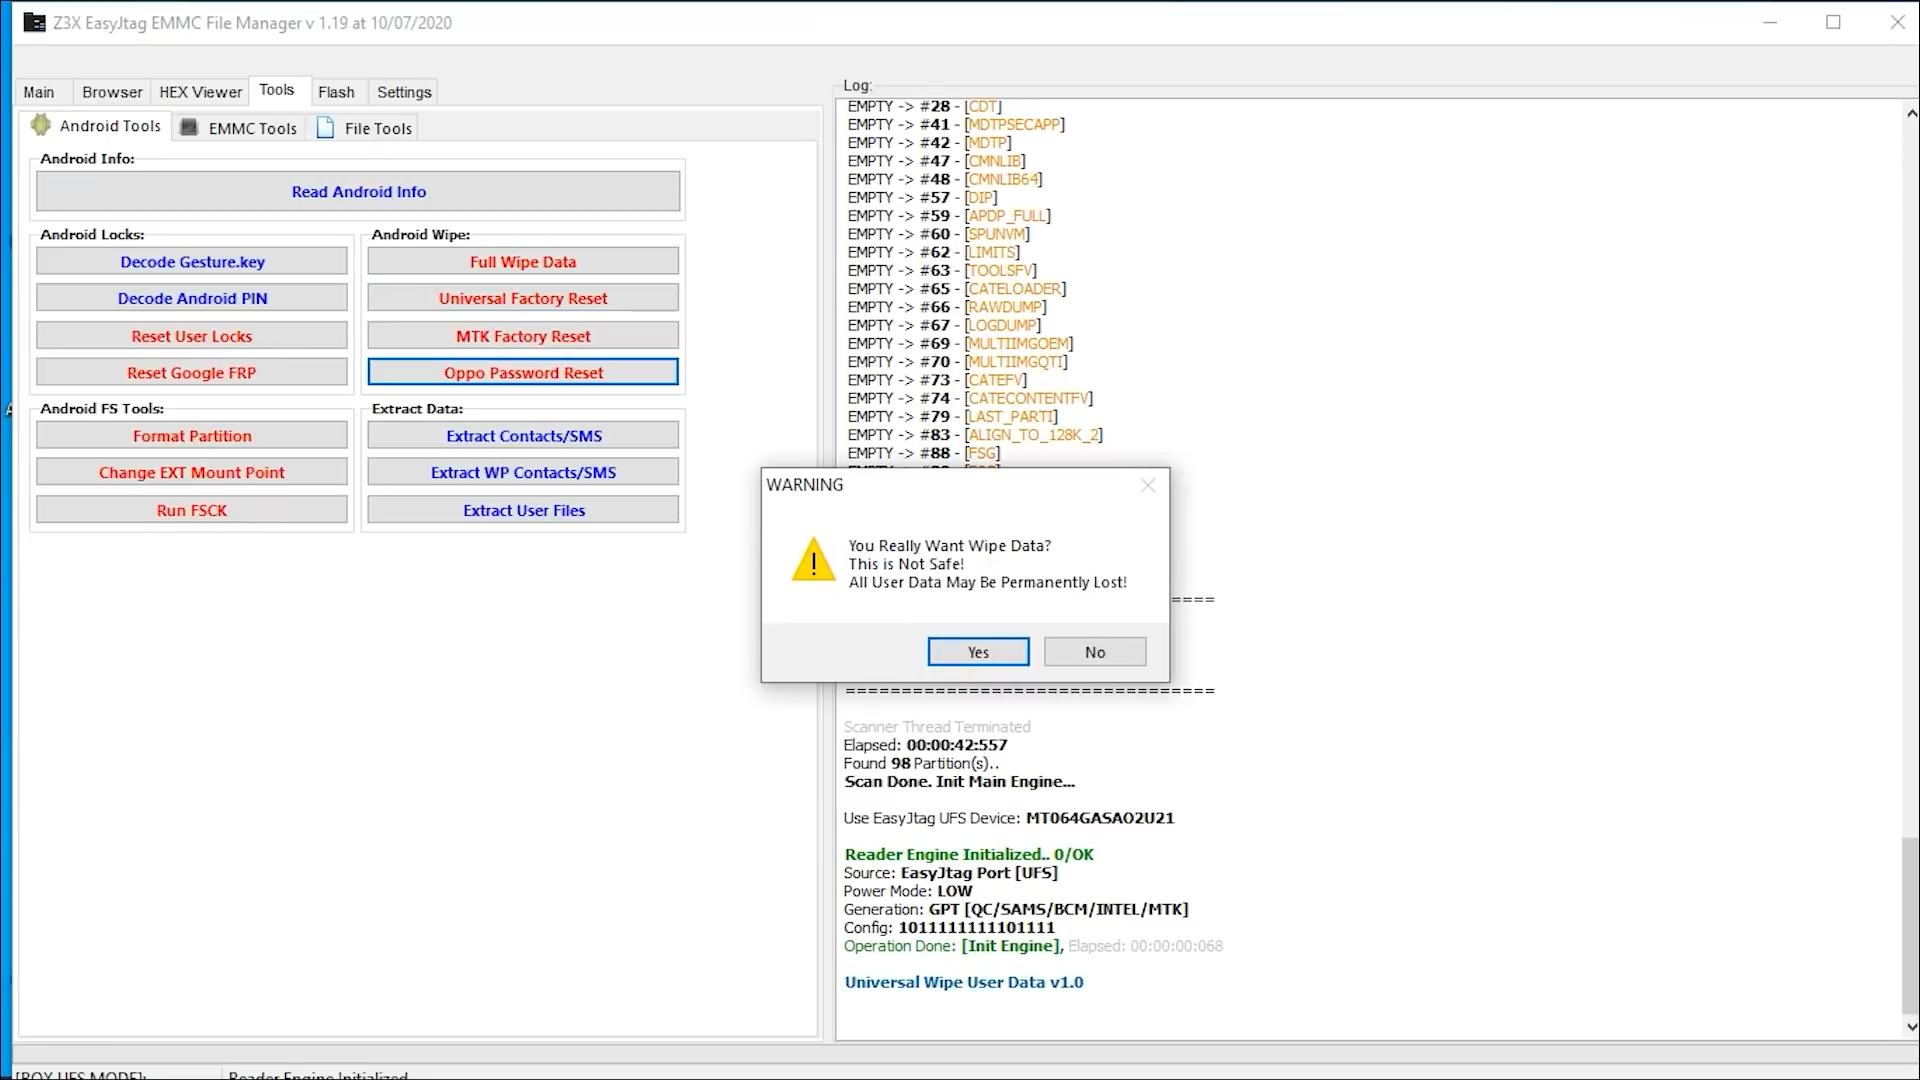 Z3X EasyJtag EMMC File Manager v 1.19 at 10/07/2020
Main Browser HEX Viewer Tools Flash Settings
Android Tools EMMC Tools File Tools
Android Info:
Read Android Info
Android Locks:
Decode Gesture.key
Decode Android PIN
Reset User Locks
Reset Google FRP
Android Wipe:
Full Wipe Data
Universal Factory Reset
MTK Factory Reset
Oppo Password Reset
Android FS Tools:
Format Partition
Change EXT Mount Point
Run FSCK
Extract Data:
Extract Contacts/SMS
Extract WP Contacts/SMS
Extract User Files
Log:
EMPTY -> #28 - [CDT]
EMPTY -> #41 - [MDTPSECAPP]
EMPTY -> #42 - [MDTP]
EMPTY -> #47 - [CMNLIB]
EMPTY -> #48 - [CMNLIB64]
EMPTY -> #57 - [DIP]
EMPTY -> #59 - [APDP_FULL]
EMPTY -> #60 - [SPUNVM]
EMPTY -> #62 - [LIMITS]
EMPTY -> #63 - [TOOLSFV]
EMPTY -> #65 - [CATELOADER]
EMPTY -> #66 - [RAWDUMP]
EMPTY -> #67 - [LOGDUMP]
EMPTY -> #69 - [MULTIIMGOEM]
EMPTY -> #70 - [MULTIIMGQTI]
EMPTY -> #73 - [CATEFV]
EMPTY -> #74 - [CATECONTENTFV]
EMPTY -> #79 - [LAST_PARTI]
EMPTY -> #83 - [ALIGN_TO_128K_2]
EMPTY -> #88 - [FSG]
WARNING
You Really Want Wipe Data?
This is Not Safe!
All User Data May Be Permanently Lost!
Yes No
====
===============================
Scanner Thread Terminated
Elapsed: 00:00:42:557
Found 98 Partition(s)..
Scan Done. Init Main Engine...
Use EasyJtag UFS Device: MT064GASAO2U21
Reader Engine Initialized.. 0/OK
Source: EasyJtag Port [UFS]
Power Mode: LOW
Generation: GPT [QC/SAMS/BCM/INTEL/MTK]
Config: 1011111111101111
Operation Done: [Init Engine], Elapsed: 00:00:00:068
Universal Wipe User Data v1.0
[BOX UFS MODE]: Reader Engine Initialized